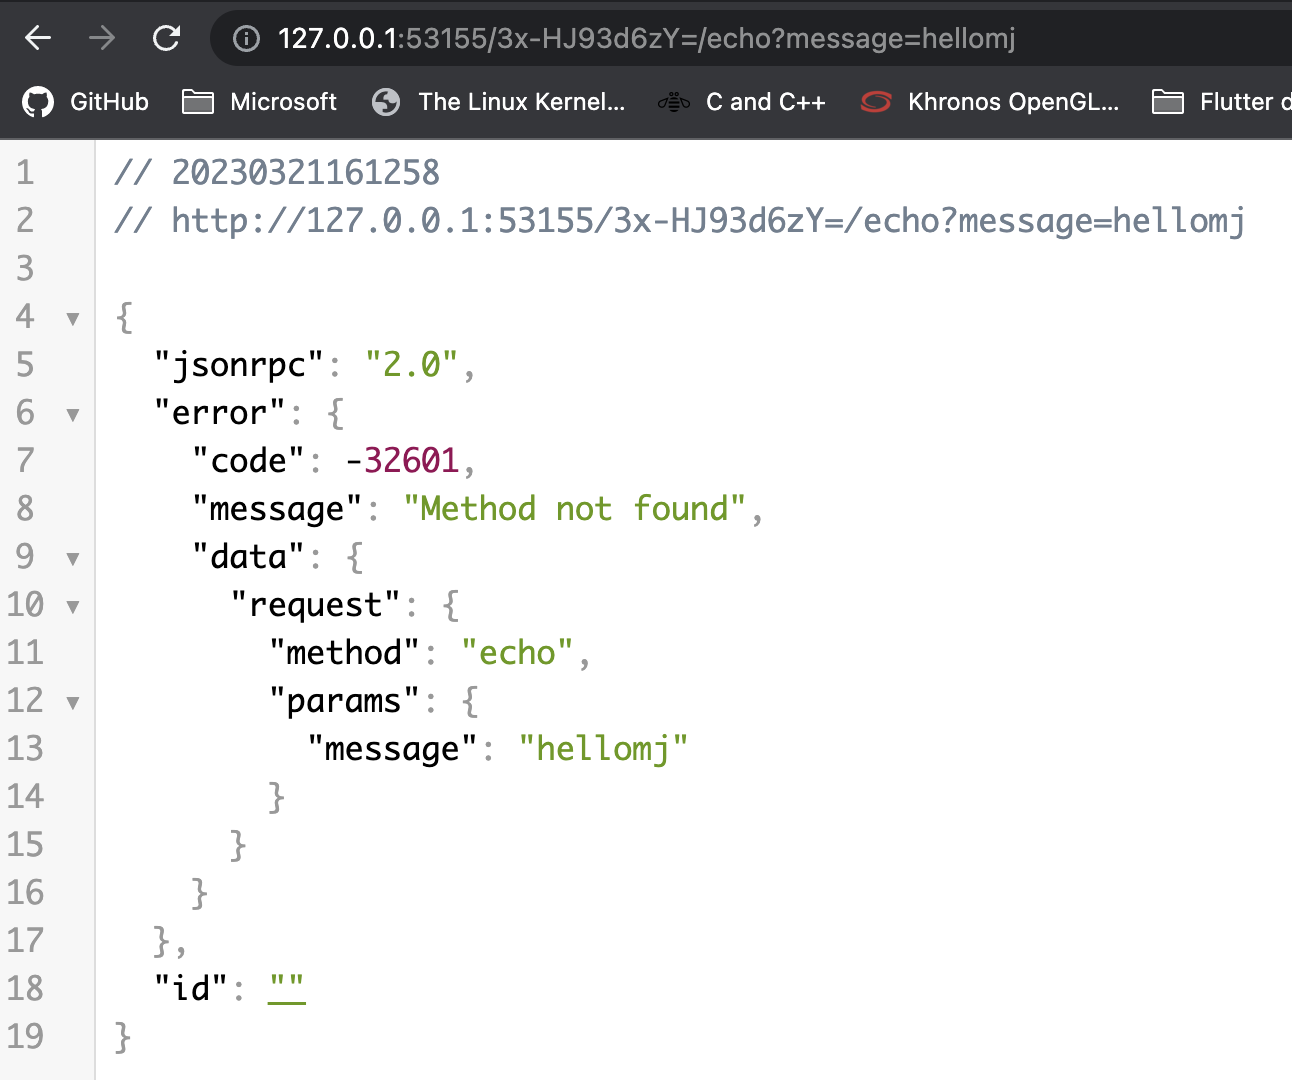 127.0.0.1:53155/3x-HJ93d6zY=/echo?message=hellomj
GitHub Microsoft The Linux Kernel... C and C++ Khronos OpenGL... Flutter d
1 // 20230321161258
2 // http://127.0.0.1:53155/3x-HJ93d6zY=/echo?message=hellomj
3
4 {
5 "jsonrpc": "2.0",
6 "error": {
7 "code": -32601,
8 "message": "Method not found",
9 "data": {
10 "request": {
11 "method": "echo",
12 "params": {
13 "message": "hellomj"
14 }
15 }
16 }
17 },
18 "id": ""
19 }